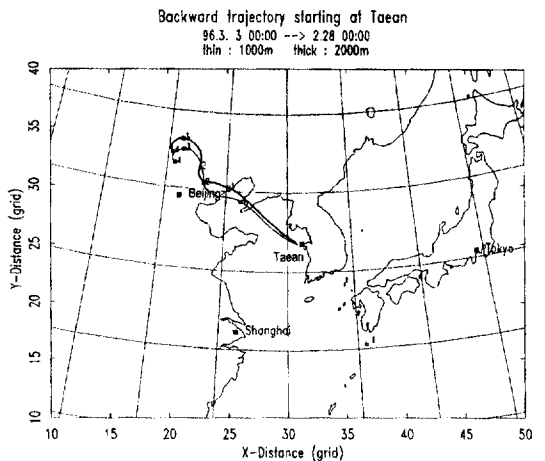 Backward trajectory starting at Taean
96.3. 3 00:00 --> 2.28 00:00
thin : 1000m thick : 2000m
40
35
30
25
20
15
10
Y-Distance (grid)
Beijing
Taean
Tokyo
Shanghai
10 15 20 25 30 35 40 45 50
X-Distance (grid)